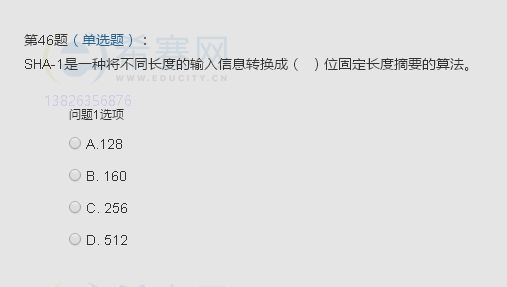 第46题（单选题）：
SHA-1是一种将不同长度的输入信息转换成（ ）位固定长度摘要的算法。
希赛网
WWW.EDUCITY.CN
13826356876
问题1选项
A.128
B. 160
C. 256
D. 512